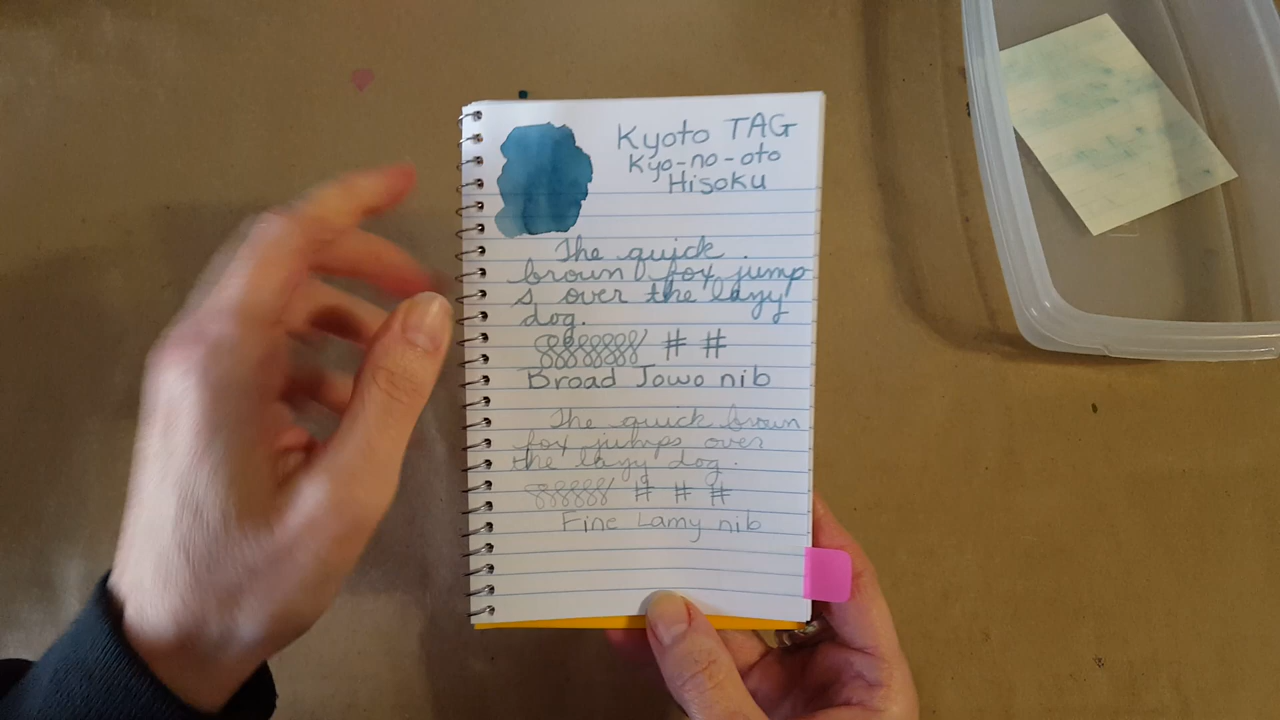 Kyoto TAG
Kyo-no-oto
Hisoku
The quick
brown fox jump
s over the lazy
dog.
# #
Broad Jowo nib
The quick brown
fox jumps over
the lazy dog.
# # #
Fine Lamy nib